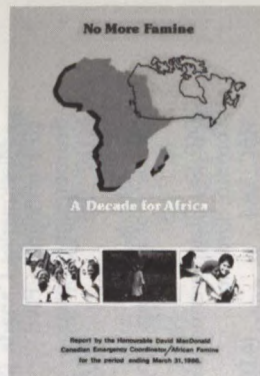 No More Famine
A Decade for Africa
Report by the Honourable David MacDonald
Canadian Emergency Coordinator/African Famine
for the period ending March 31, 1986.